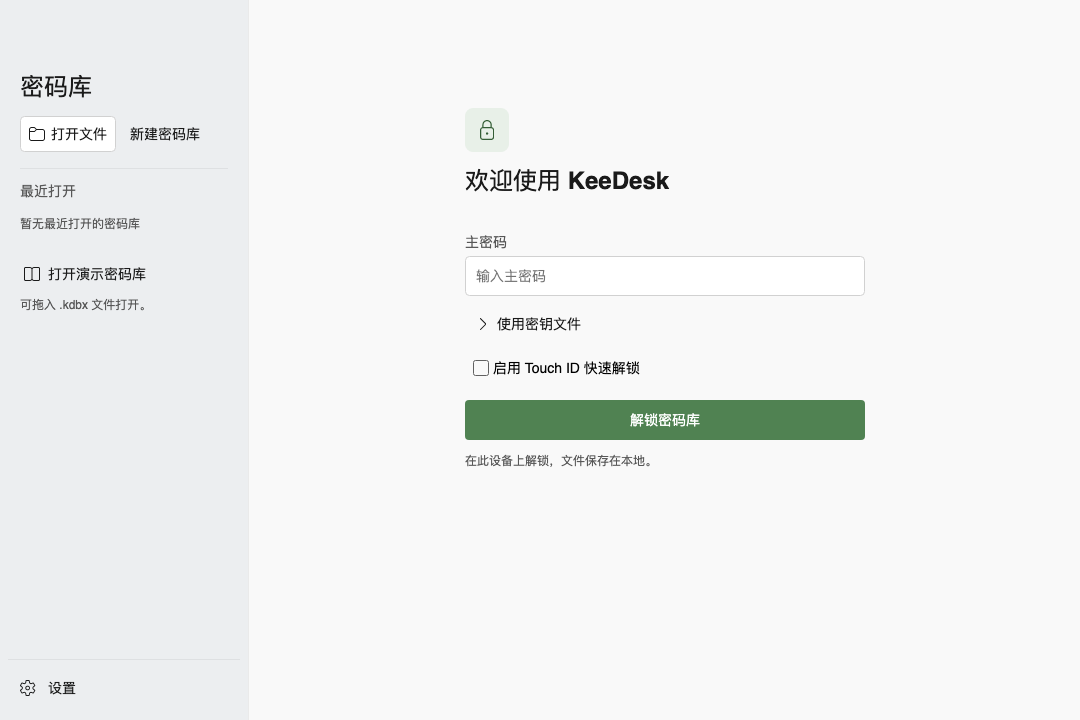 密码库
打开文件
新建密码库
最近打开
暂无最近打开的密码库
打开演示密码库
可拖入 .kdbx 文件打开。
设置
欢迎使用 KeeDesk
主密码
输入主密码
使用密钥文件
启用 Touch ID 快速解锁
解锁密码库
在此设备上解锁，文件保存在本地。